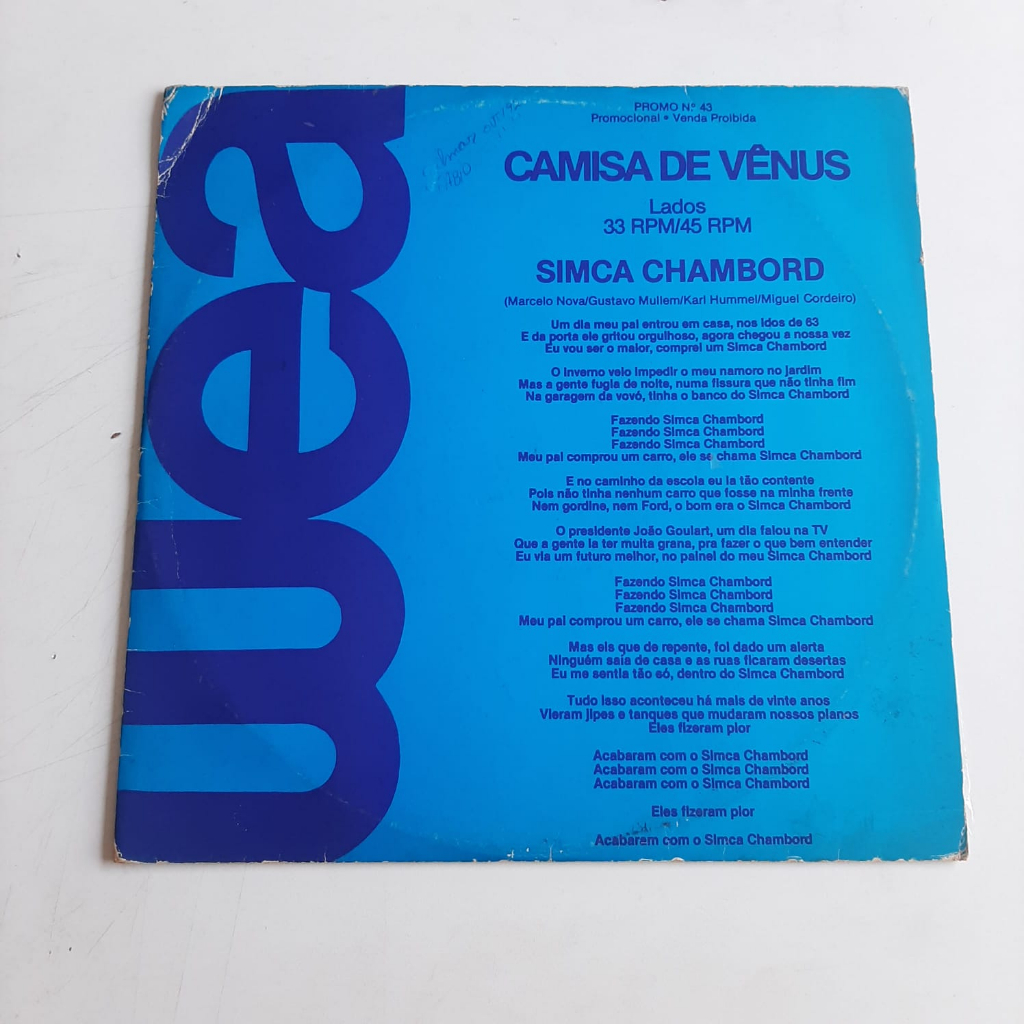 wea
PROMO Nº 43
Promocional • Venda Proibida
CAMISA DE VÊNUS
Lados
33 RPM/45 RPM
SIMCA CHAMBORD
(Marcelo Nova/Gustavo Mullem/Karl Hummel/Miguel Cordeiro)
Um dia meu pai entrou em casa, nos idos de 63
E da porta ele gritou orgulhoso, agora chegou a nossa vez
Eu vou ser o maior, comprei um Simca Chambord
O inverno veio impedir o meu namoro no jardim
Mas a gente fugia de noite, numa fissura que não tinha fim
Na garagem da vovó, tinha o banco do Simca Chambord
Fazendo Simca Chambord
Fazendo Simca Chambord
Fazendo Simca Chambord
Meu pai comprou um carro, ele se chama Simca Chambord
E no caminho da escola eu ia tão contente
Pois não tinha nenhum carro que fosse na minha frente
Nem gordine, nem Ford, o bom era o Simca Chambord
O presidente João Goulart, um dia falou na TV
Que a gente ia ter muita grana, pra fazer o que bem entender
Eu via um futuro melhor, no painel do meu Simca Chambord
Fazendo Simca Chambord
Fazendo Simca Chambord
Fazendo Simca Chambord
Meu pai comprou um carro, ele se chama Simca Chambord
Mas eis que de repente, foi dado um alerta
Ninguém saía de casa e as ruas ficaram desertas
Eu me sentia tão só, dentro do Simca Chambord
Tudo isso aconteceu há mais de vinte anos
Vieram jipes e tanques que mudaram nossos planos
Eles fizeram pior
Acabaram com o Simca Chambord
Acabaram com o Simca Chambord
Acabaram com o Simca Chambord
Eles fizeram pior
Acabaram com o Simca Chambord